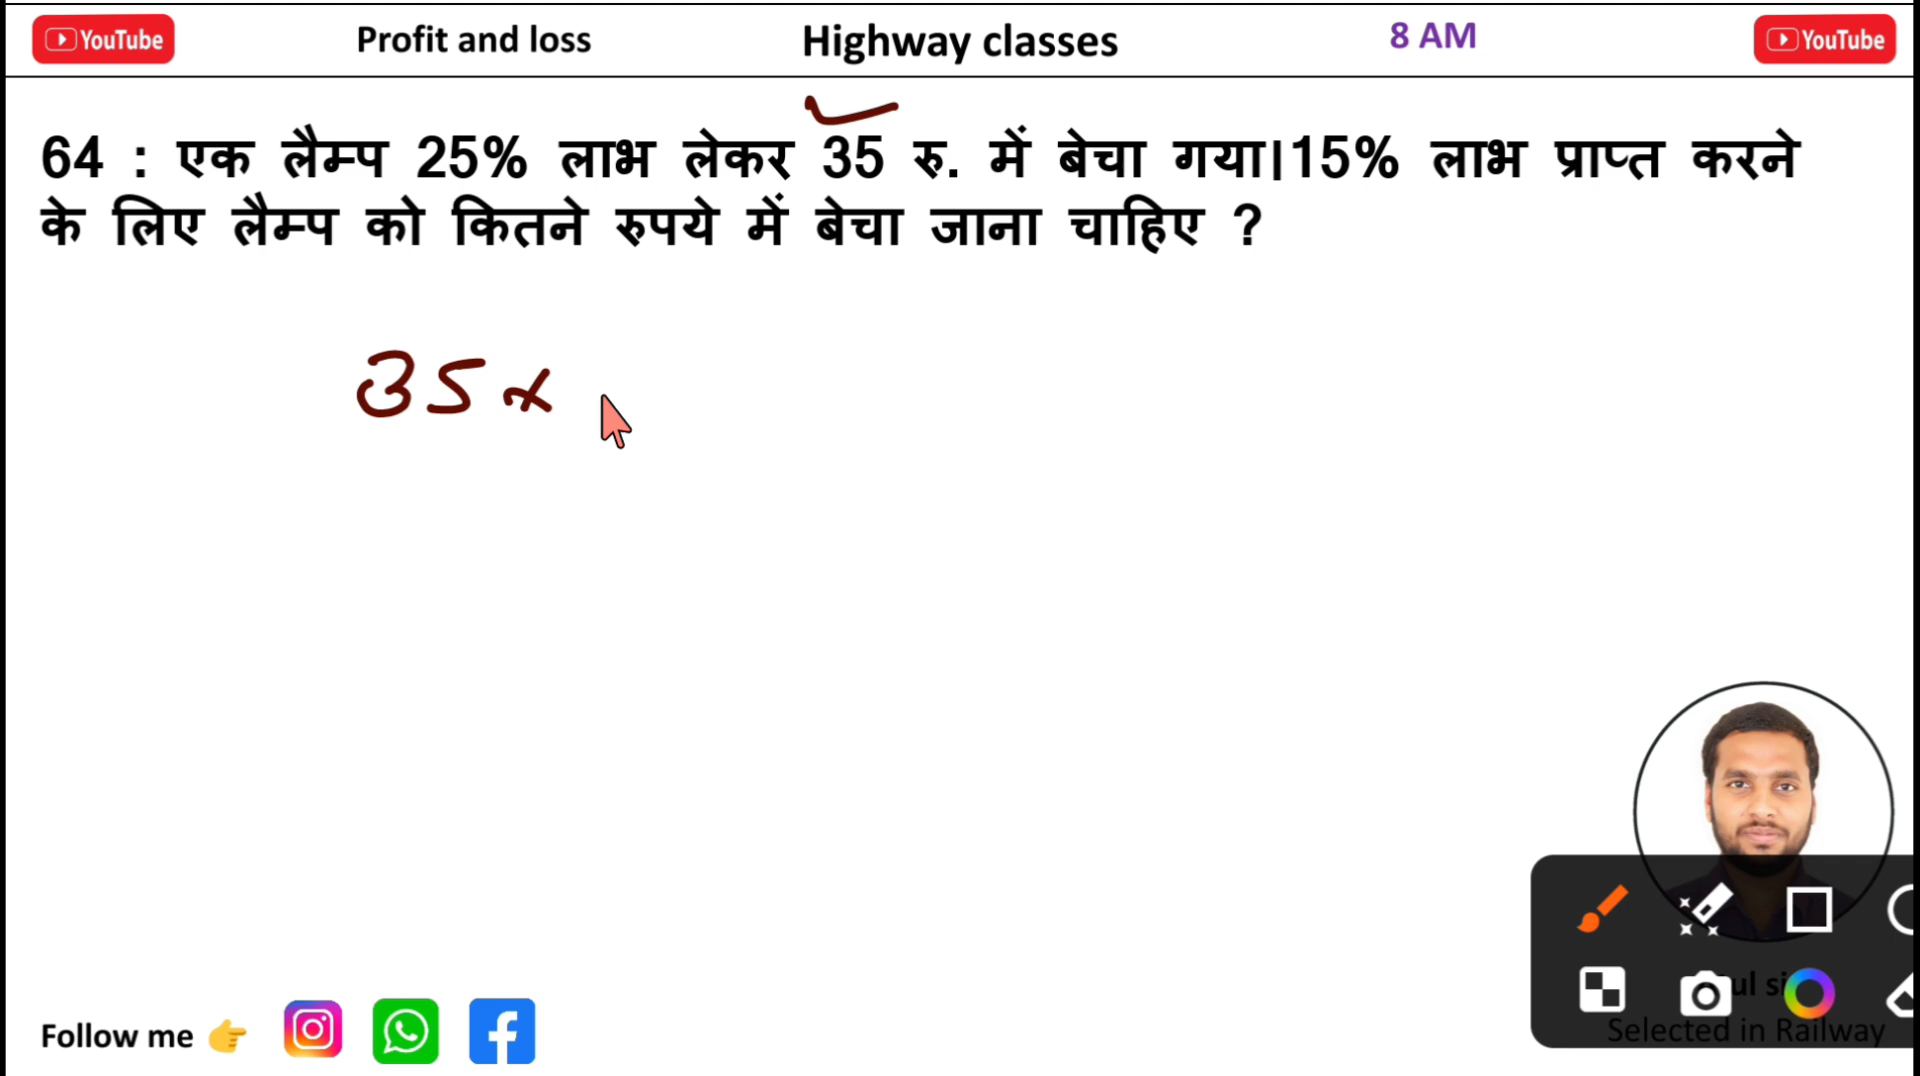 YouTube Profit and loss Highway classes 8 AM YouTube
64 : एक लैम्प 25% लाभ लेकर 35 रु. में बेचा गया।15% लाभ प्राप्त करने
के लिए लैम्प को कितने रुपये में बेचा जाना चाहिए ?
35 ×
Selected in Railway
Follow me